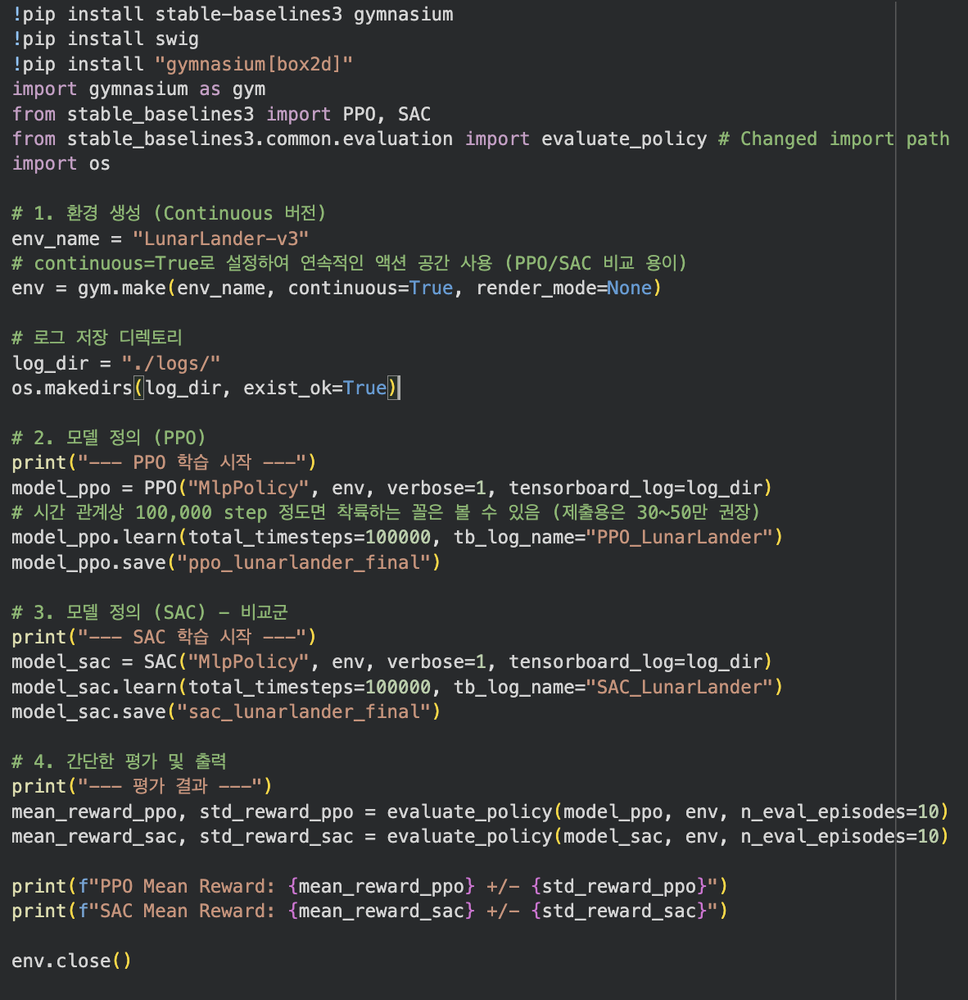 !pip install stable-baselines3 gymnasium
!pip install swig
!pip install "gymnasium[box2d]"
import gymnasium as gym
from stable_baselines3 import PPO, SAC
from stable_baselines3.common.evaluation import evaluate_policy # Changed import path
import os

# 1. 환경 생성 (Continuous 버전)
env_name = "LunarLander-v3"
# continuous=True로 설정하여 연속적인 액션 공간 사용 (PPO/SAC 비교 용이)
env = gym.make(env_name, continuous=True, render_mode=None)

# 로그 저장 디렉토리
log_dir = "./logs/"
os.makedirs(log_dir, exist_ok=True)

# 2. 모델 정의 (PPO)
print("--- PPO 학습 시작 ---")
model_ppo = PPO("MlpPolicy", env, verbose=1, tensorboard_log=log_dir)
# 시간 관계상 100,000 step 정도면 착륙하는 꼴은 볼 수 있음 (제출용은 30~50만 권장)
model_ppo.learn(total_timesteps=100000, tb_log_name="PPO_LunarLander")
model_ppo.save("ppo_lunarlander_final")

# 3. 모델 정의 (SAC) - 비교군
print("--- SAC 학습 시작 ---")
model_sac = SAC("MlpPolicy", env, verbose=1, tensorboard_log=log_dir)
model_sac.learn(total_timesteps=100000, tb_log_name="SAC_LunarLander")
model_sac.save("sac_lunarlander_final")

# 4. 간단한 평가 및 출력
print("--- 평가 결과 ---")
mean_reward_ppo, std_reward_ppo = evaluate_policy(model_ppo, env, n_eval_episodes=10)
mean_reward_sac, std_reward_sac = evaluate_policy(model_sac, env, n_eval_episodes=10)

print(f"PPO Mean Reward: {mean_reward_ppo} +/- {std_reward_ppo}")
print(f"SAC Mean Reward: {mean_reward_sac} +/- {std_reward_sac}")

env.close()